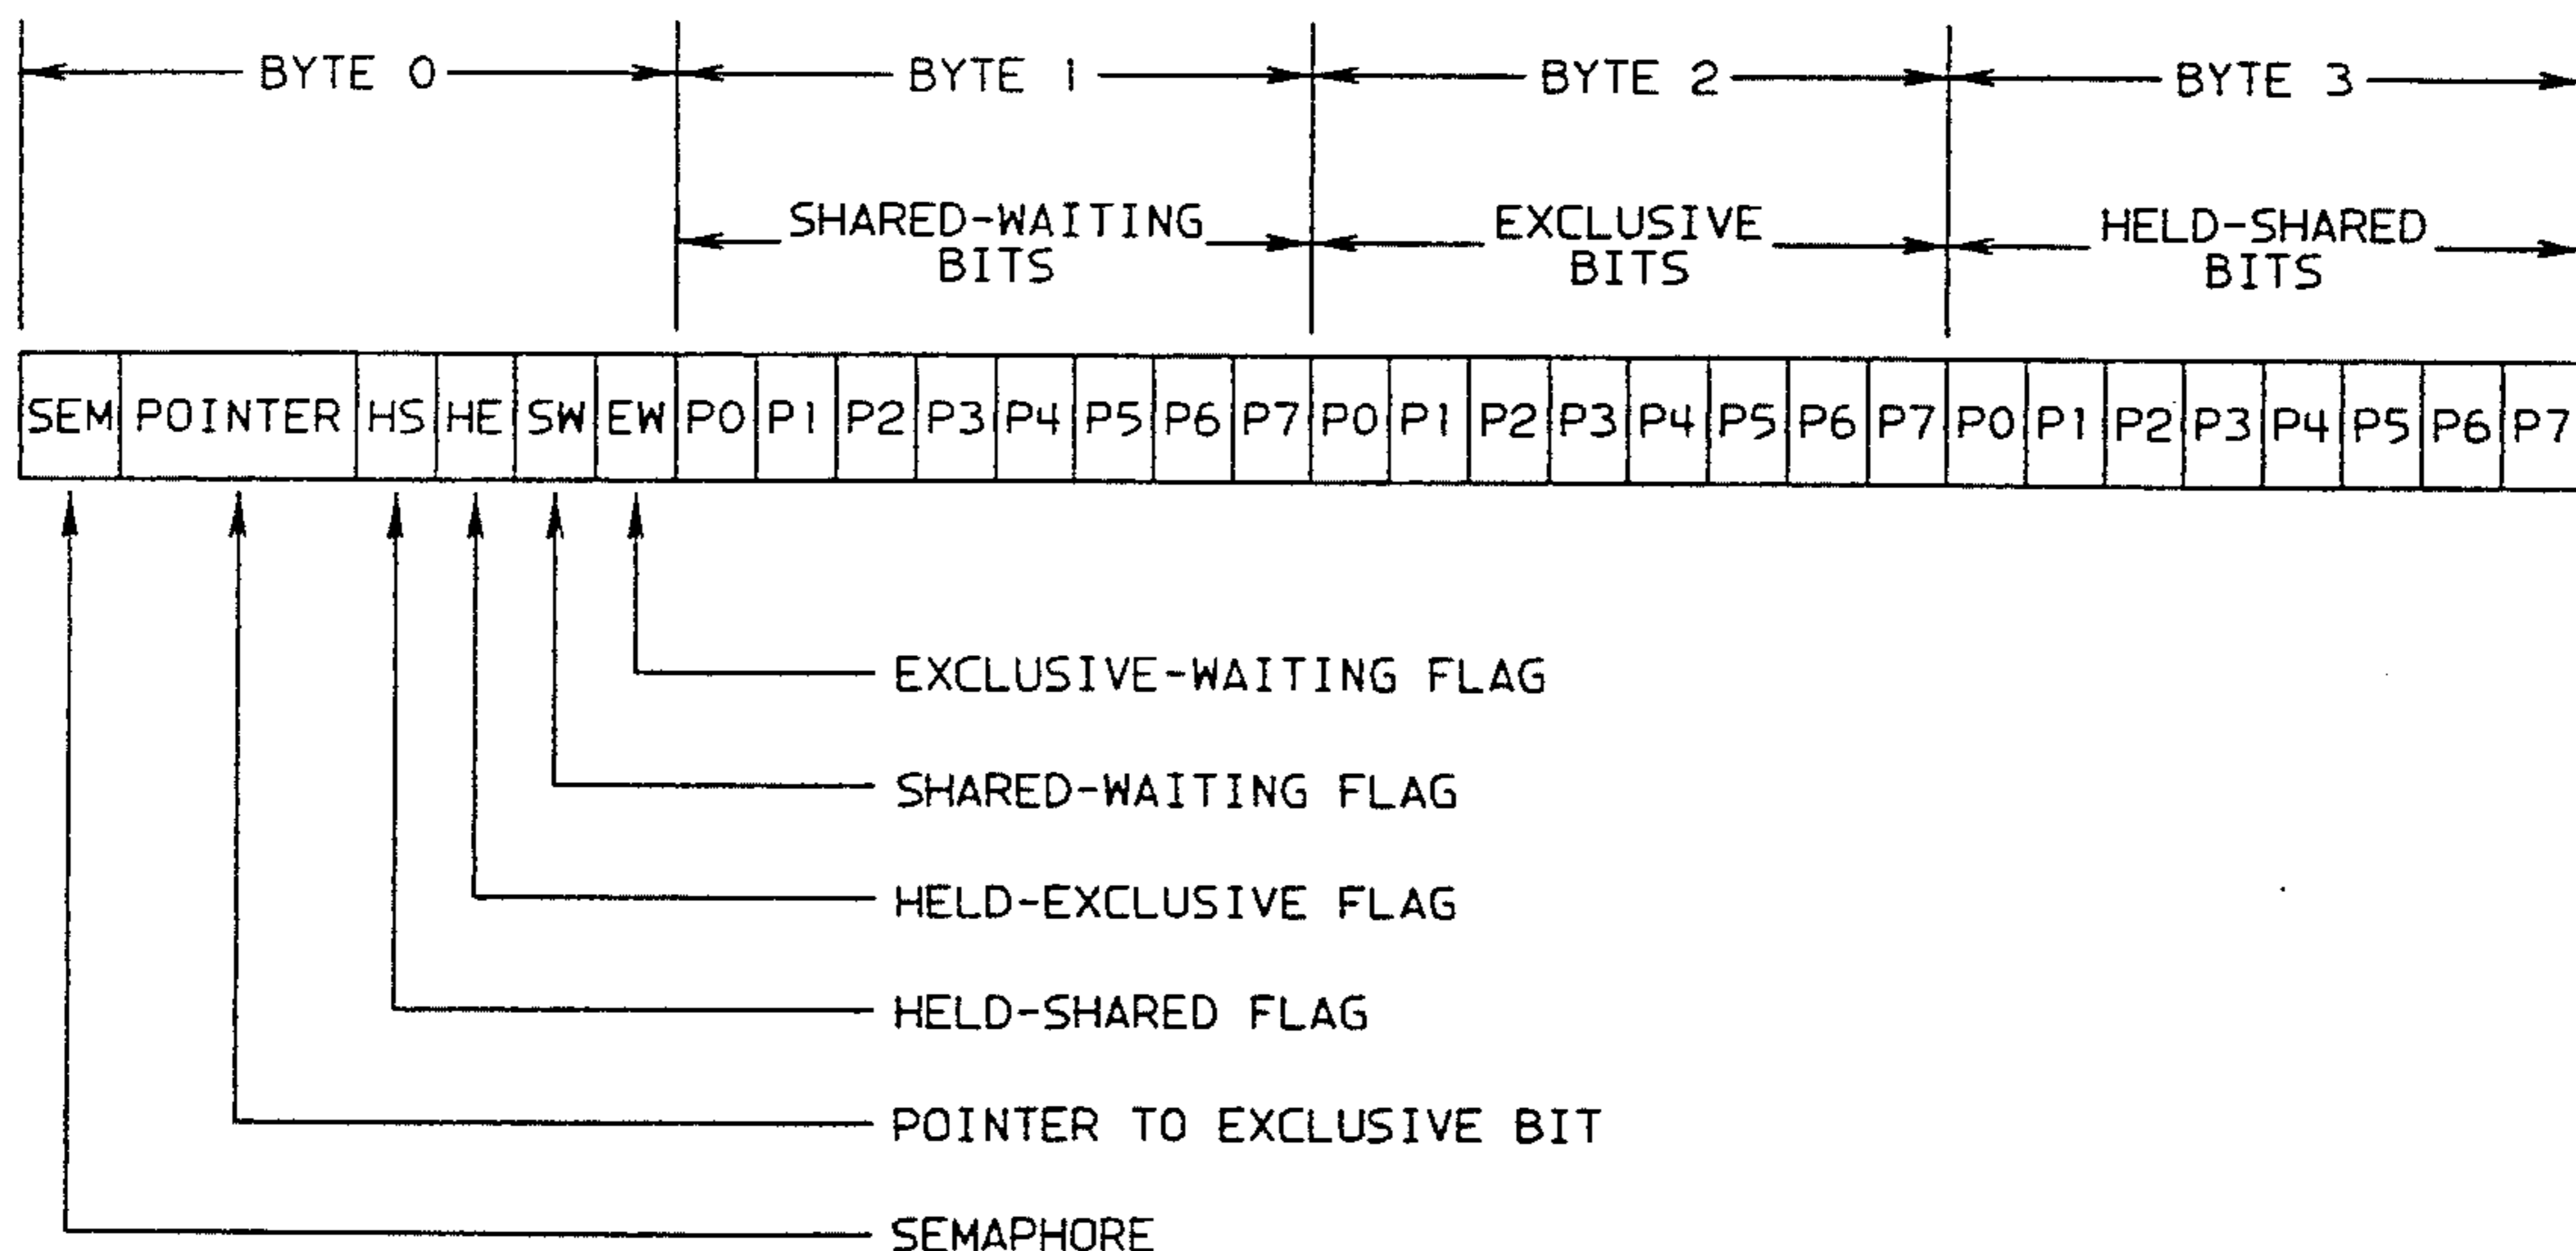 BYTE 0 BYTE 1 BYTE 2 BYTE 3
SHARED-WAITING BITS
EXCLUSIVE BITS
HELD-SHARED BITS
SEM POINTER HS HE SW EW P0 P1 P2 P3 P4 P5 P6 P7 P0 P1 P2 P3 P4 P5 P6 P7 P0 P1 P2 P3 P4 P5 P6 P7
EXCLUSIVE-WAITING FLAG
SHARED-WAITING FLAG
HELD-EXCLUSIVE FLAG
HELD-SHARED FLAG
POINTER TO EXCLUSIVE BIT
SEMAPHORE